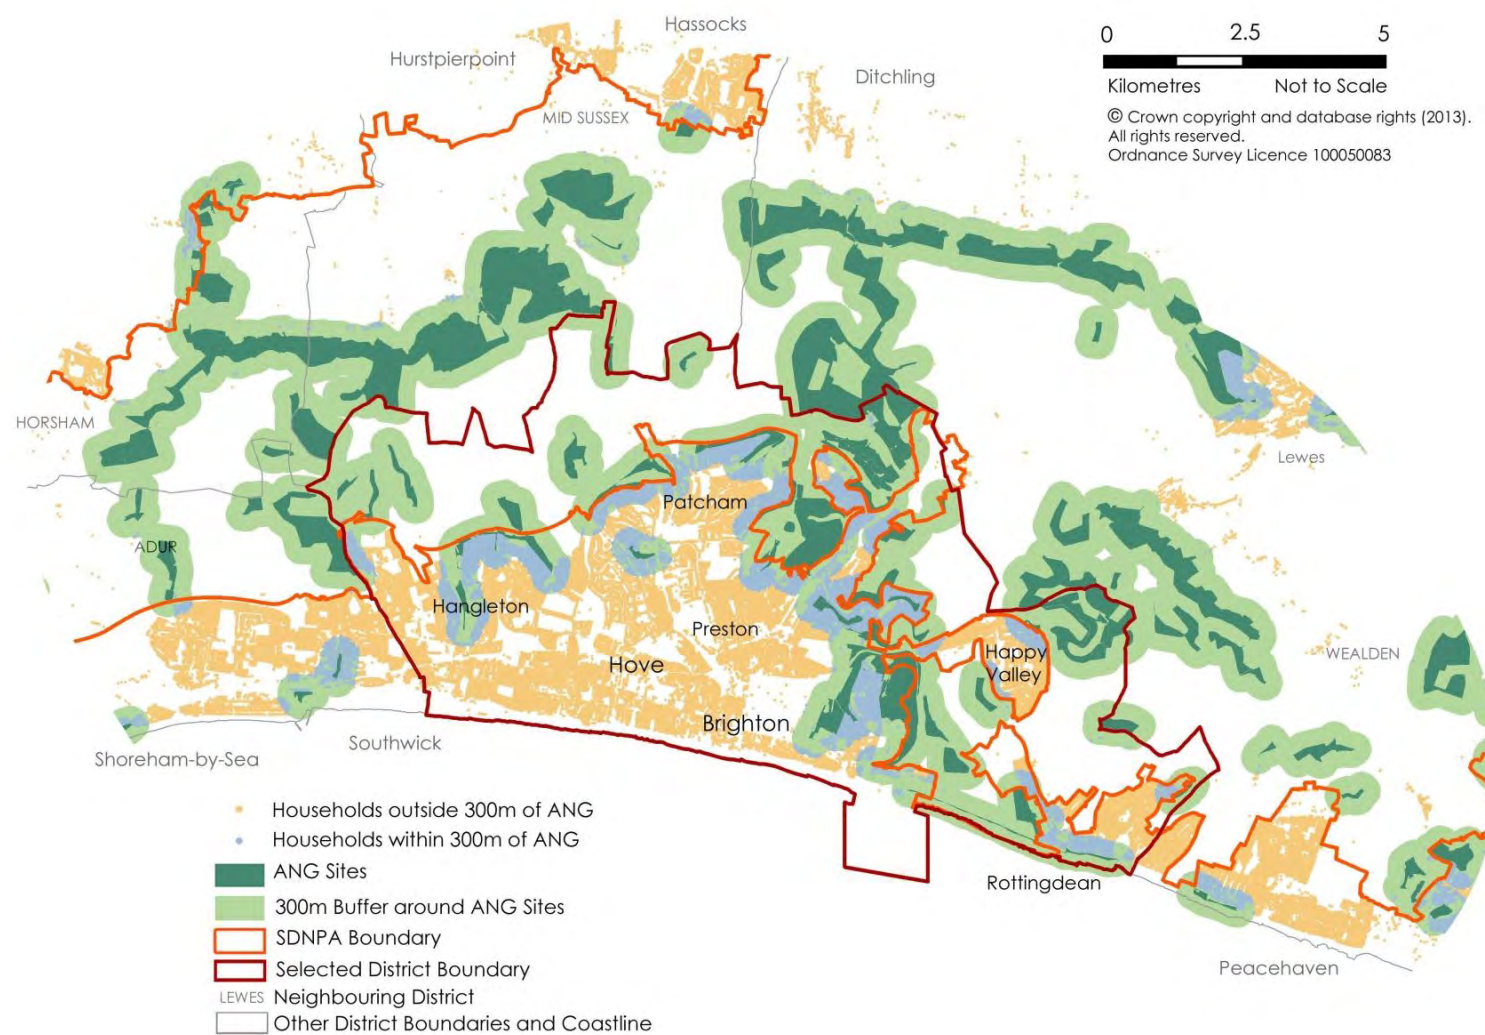 Hassocks
Hurstpierpoint
Ditchling
MID SUSSEX
0 2.5 5
Kilometres Not to Scale
© Crown copyright and database rights (2013).
All rights reserved.
Ordnance Survey Licence 100050083
HORSHAM
Lewes
Patcham
ADUR
Hangleton
Preston
Happy
Valley
WEALDEN
Hove
Brighton
Southwick
Shoreham-by-Sea
Rottingdean
Peacehaven
Households outside 300m of ANG
Households within 300m of ANG
ANG Sites
300m Buffer around ANG Sites
SDNPA Boundary
Selected District Boundary
LEWES Neighbouring District
Other District Boundaries and Coastline